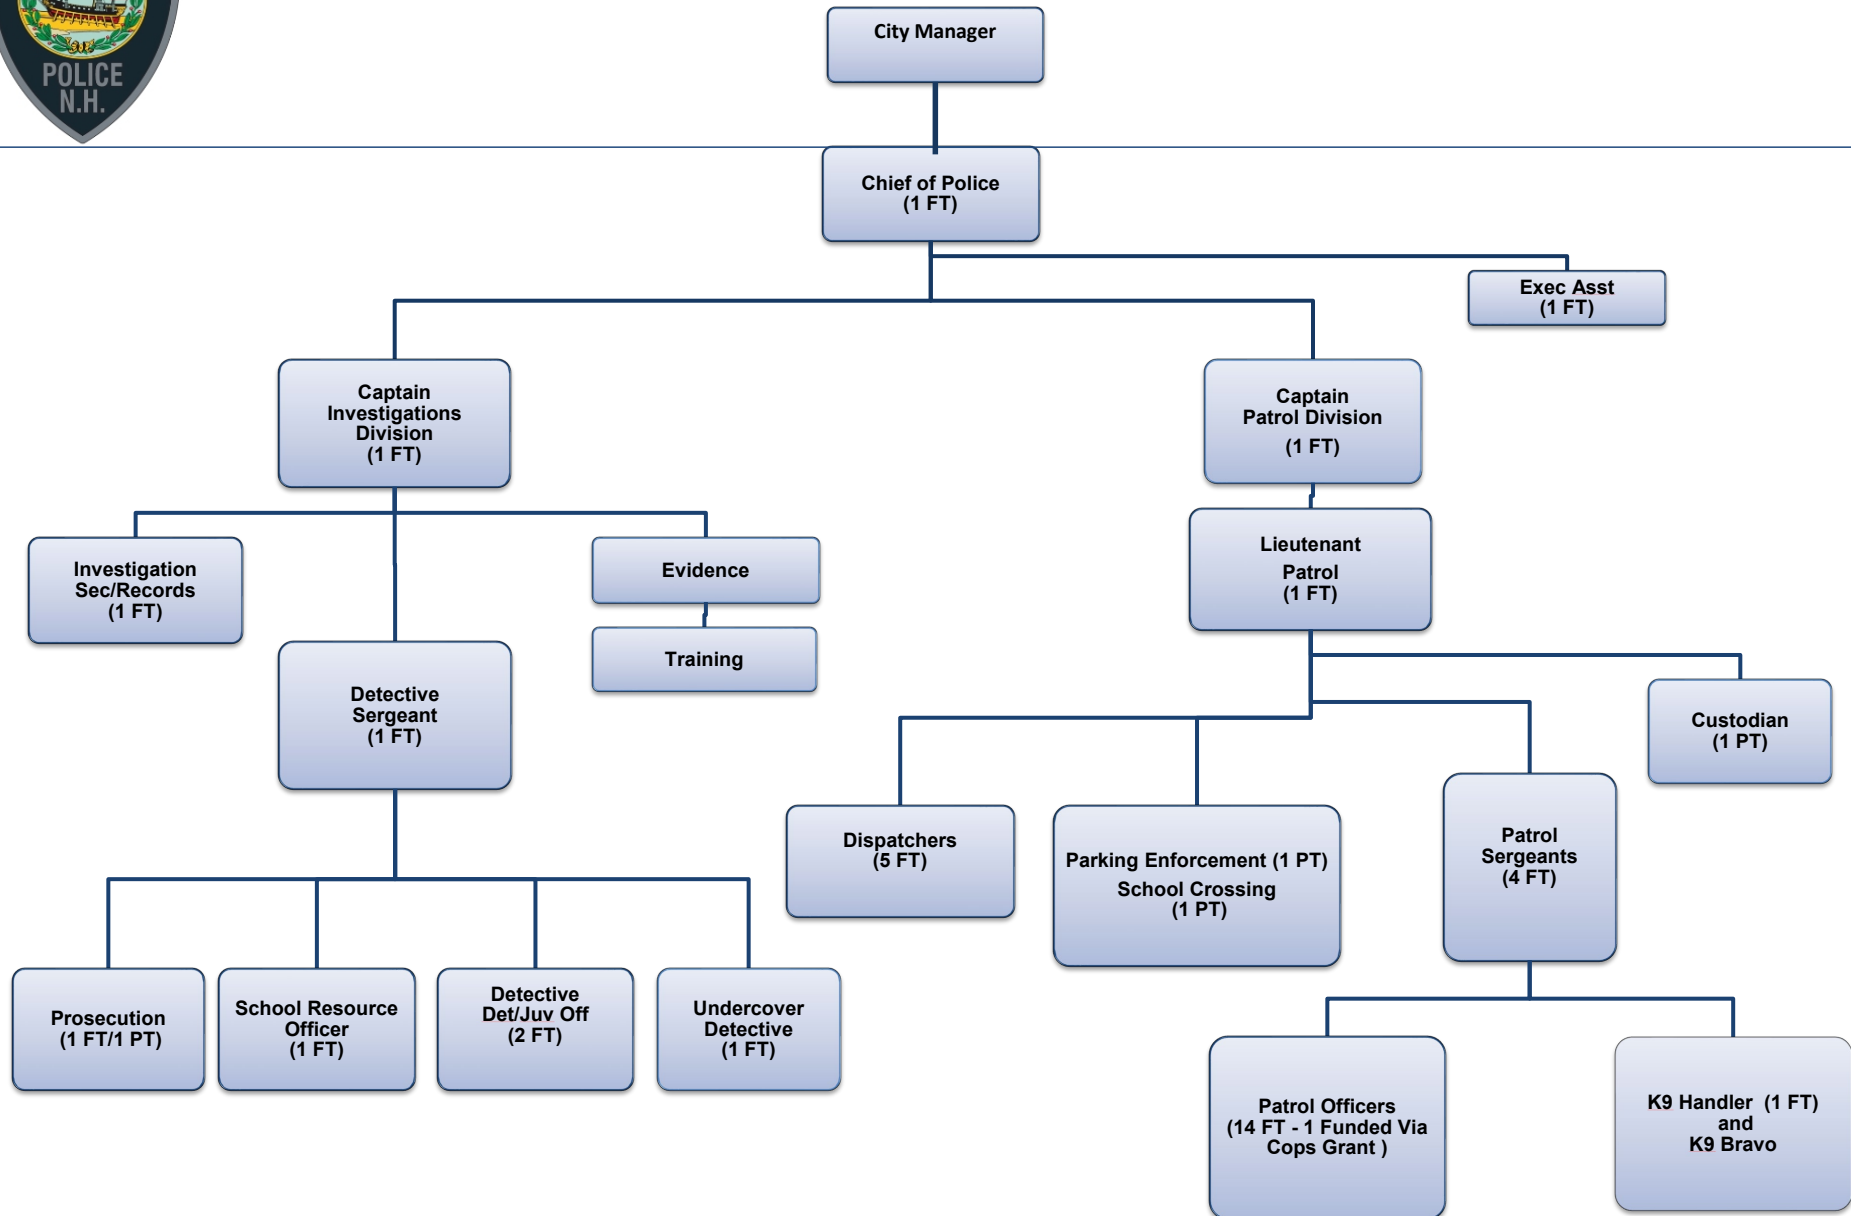 POLICE
N.H.
City Manager
Chief of Police
(1 FT)
Exec Asst
(1 FT)
Captain
Investigations
Division
(1 FT)
Captain
Patrol Division
(1 FT)
Investigation
Sec/Records
(1 FT)
Evidence
Training
Lieutenant
Patrol
(1 FT)
Detective
Sergeant
(1 FT)
Custodian
(1 PT)
Dispatchers
(5 FT)
Parking Enforcement (1 PT)
School Crossing
(1 PT)
Patrol
Sergeants
(4 FT)
Prosecution
(1 FT/1 PT)
School Resource
Officer
(1 FT)
Detective
Det/Juv Off
(2 FT)
Undercover
Detective
(1 FT)
Patrol Officers
(14 FT - 1 Funded Via
Cops Grant )
K9 Handler  (1 FT)
and
K9 Bravo